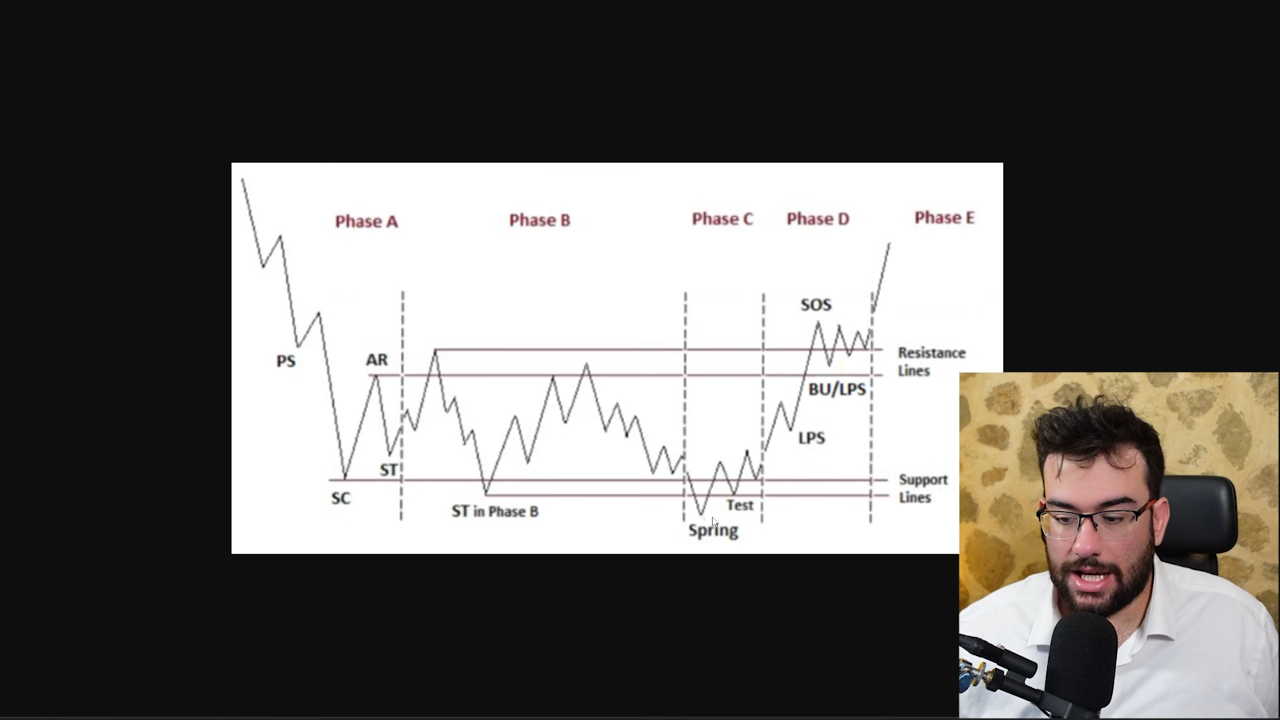 Phase A
Phase B
Phase C
Phase D
Phase E
SOS
PS
AR
Resistance
Lines
BU/LPS
LPS
ST
SC
Support
Lines
ST in Phase B
Test
Spring